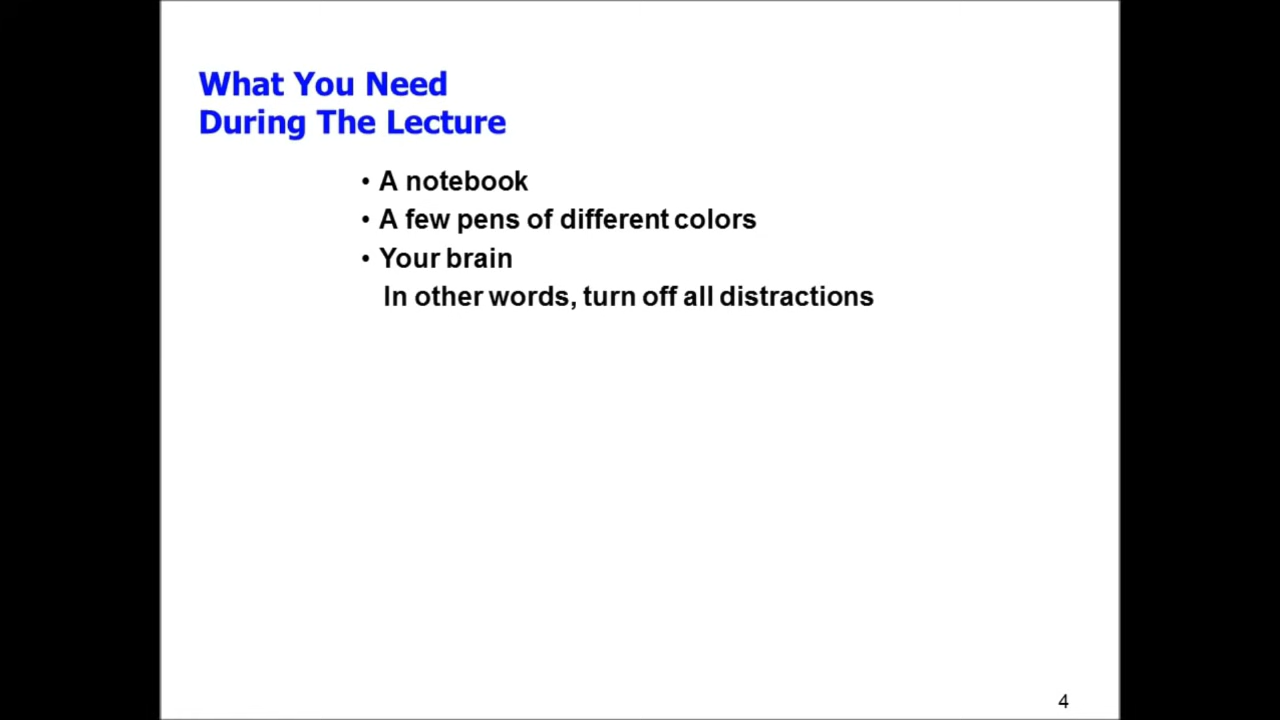 What You Need
During The Lecture
• A notebook
• A few pens of different colors
• Your brain
In other words, turn off all distractions
4